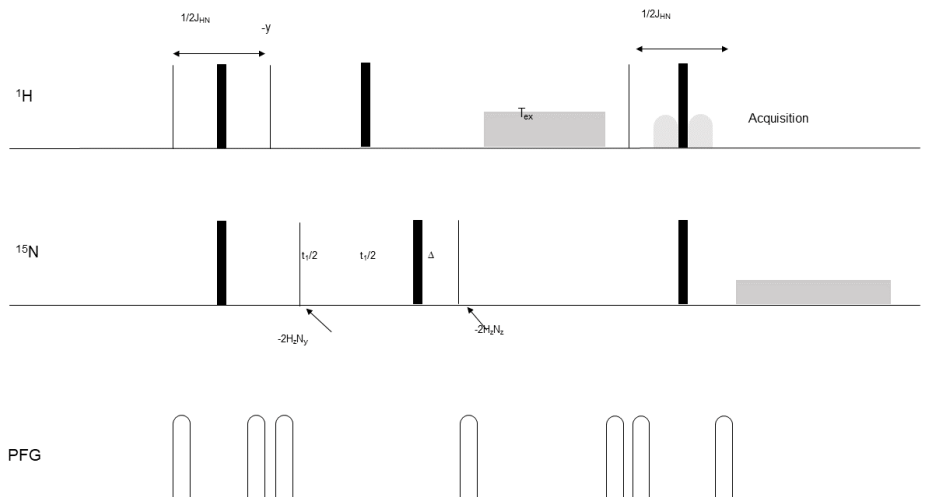 1/2J_HN
-y
1/2J_HN
¹H
T_ex
Acquisition
¹⁵N
t₁/2
t₁/2
Δ
-2H_zN_y
-2H_zN_z
PFG